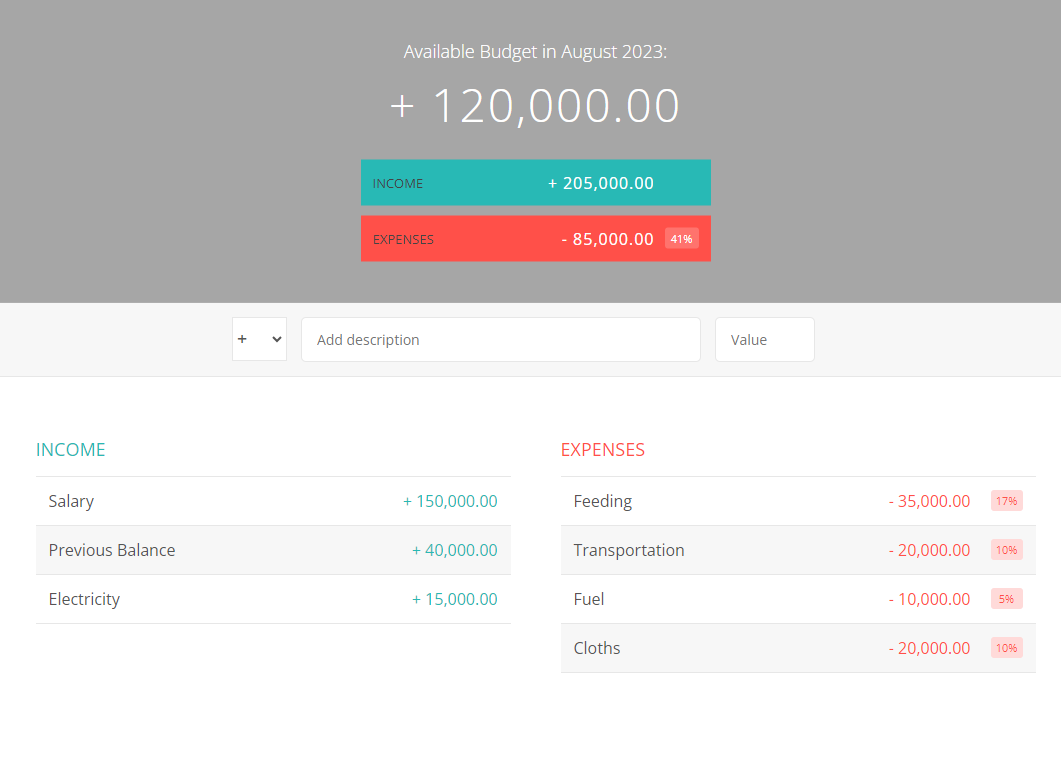 Available Budget in August 2023:
+ 120,000.00
INCOME + 205,000.00
EXPENSES - 85,000.00 41%
+ Add description Value
INCOME
Salary + 150,000.00
Previous Balance + 40,000.00
Electricity + 15,000.00
EXPENSES
Feeding - 35,000.00 17%
Transportation - 20,000.00 10%
Fuel - 10,000.00 5%
Cloths - 20,000.00 10%